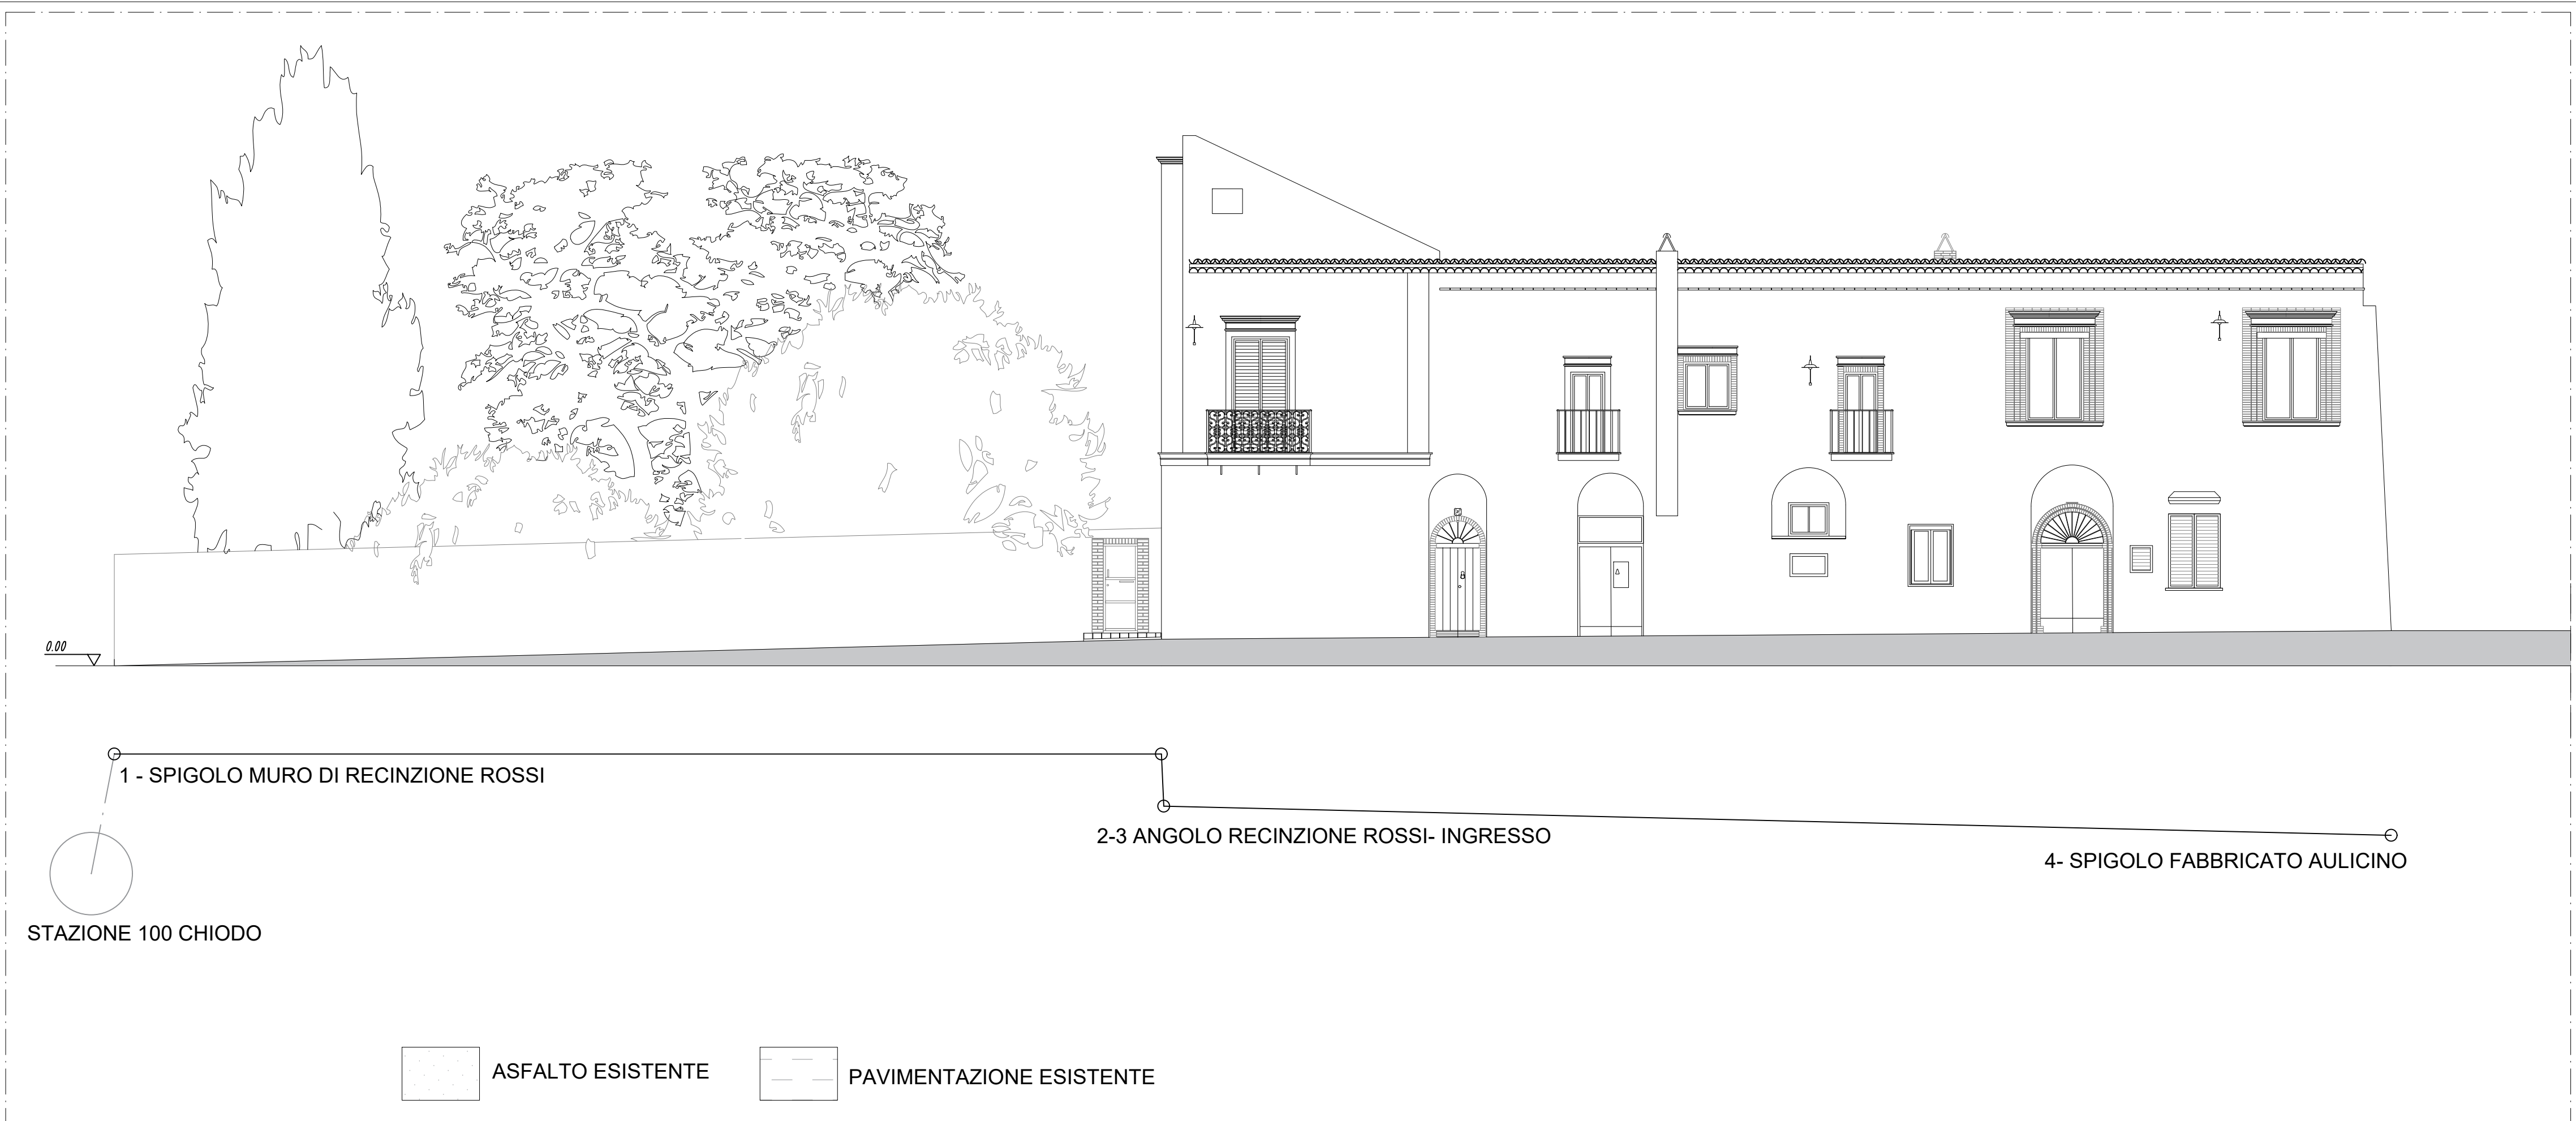 0.00
1 - SPIGOLO MURO DI RECINZIONE ROSSI
2-3 ANGOLO RECINZIONE ROSSI- INGRESSO
4- SPIGOLO FABBRICATO AULICINO
STAZIONE 100 CHIODO
ASFALTO ESISTENTE
PAVIMENTAZIONE ESISTENTE